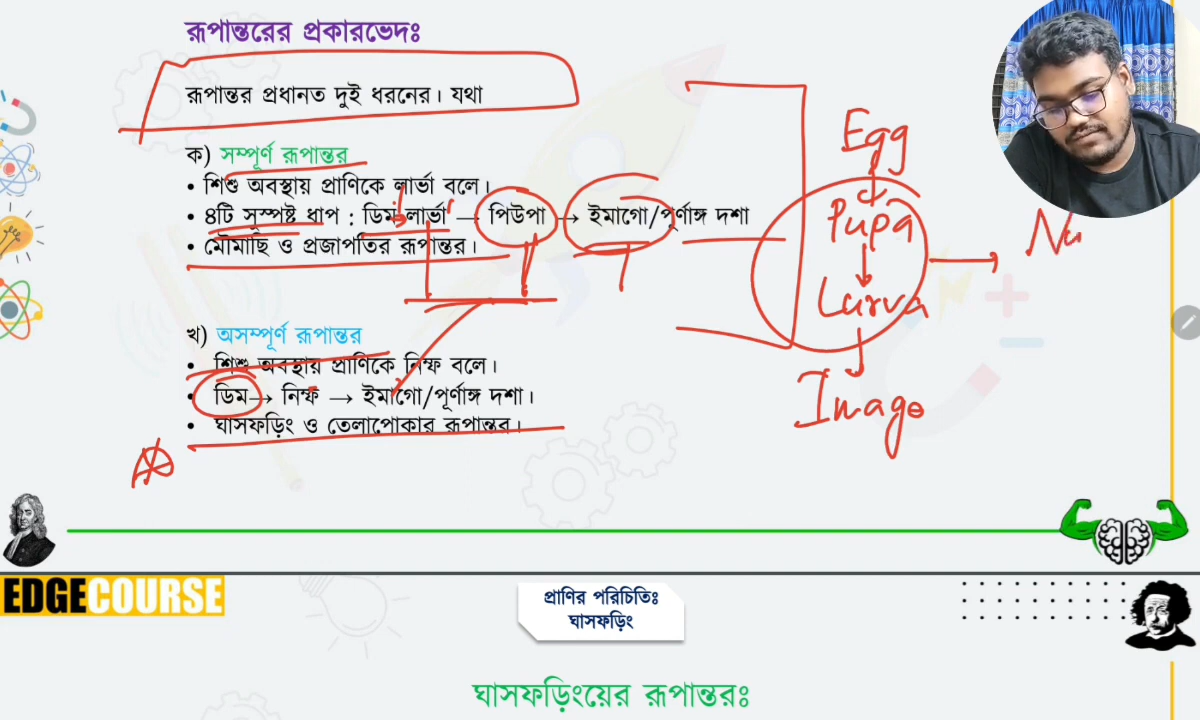 রূপান্তরের প্রকারভেদঃ
রূপান্তর প্রধানত দুই ধরনের। যথা
ক) সম্পূর্ণ রূপান্তর
• শিশু অবস্থায় প্রাণিকে লার্ভা বলে।
• ৪টি সুস্পষ্ট ধাপ : ডিম→লার্ভা → পিউপা → ইমাগো/পূর্ণাঙ্গ দশা
• মৌমাছি ও প্রজাপতির রূপান্তর।
খ) অসম্পূর্ণ রূপান্তর
• শিশু অবস্থায় প্রাণিকে নিম্ফ বলে।
• ডিম→ নিম্ফ → ইমাগো/পূর্ণাঙ্গ দশা।
• ঘাসফড়িং ও তেলাপোকার রূপান্তর।
Egg
Pupa
Larva
Imago
Nu
EDGECOURSE
প্রাণির পরিচিতিঃ
ঘাসফড়িং
ঘাসফড়িংয়ের রূপান্তরঃ